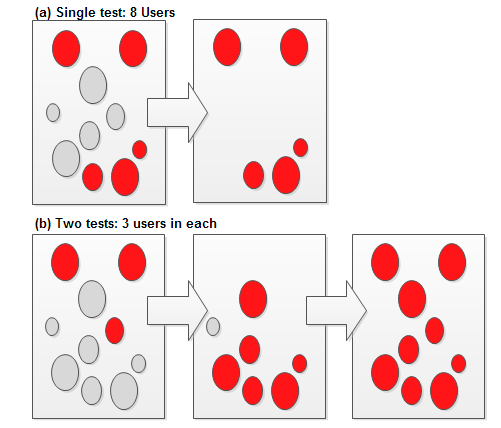 (a) Single test: 8 Users
(b) Two tests: 3 users in each